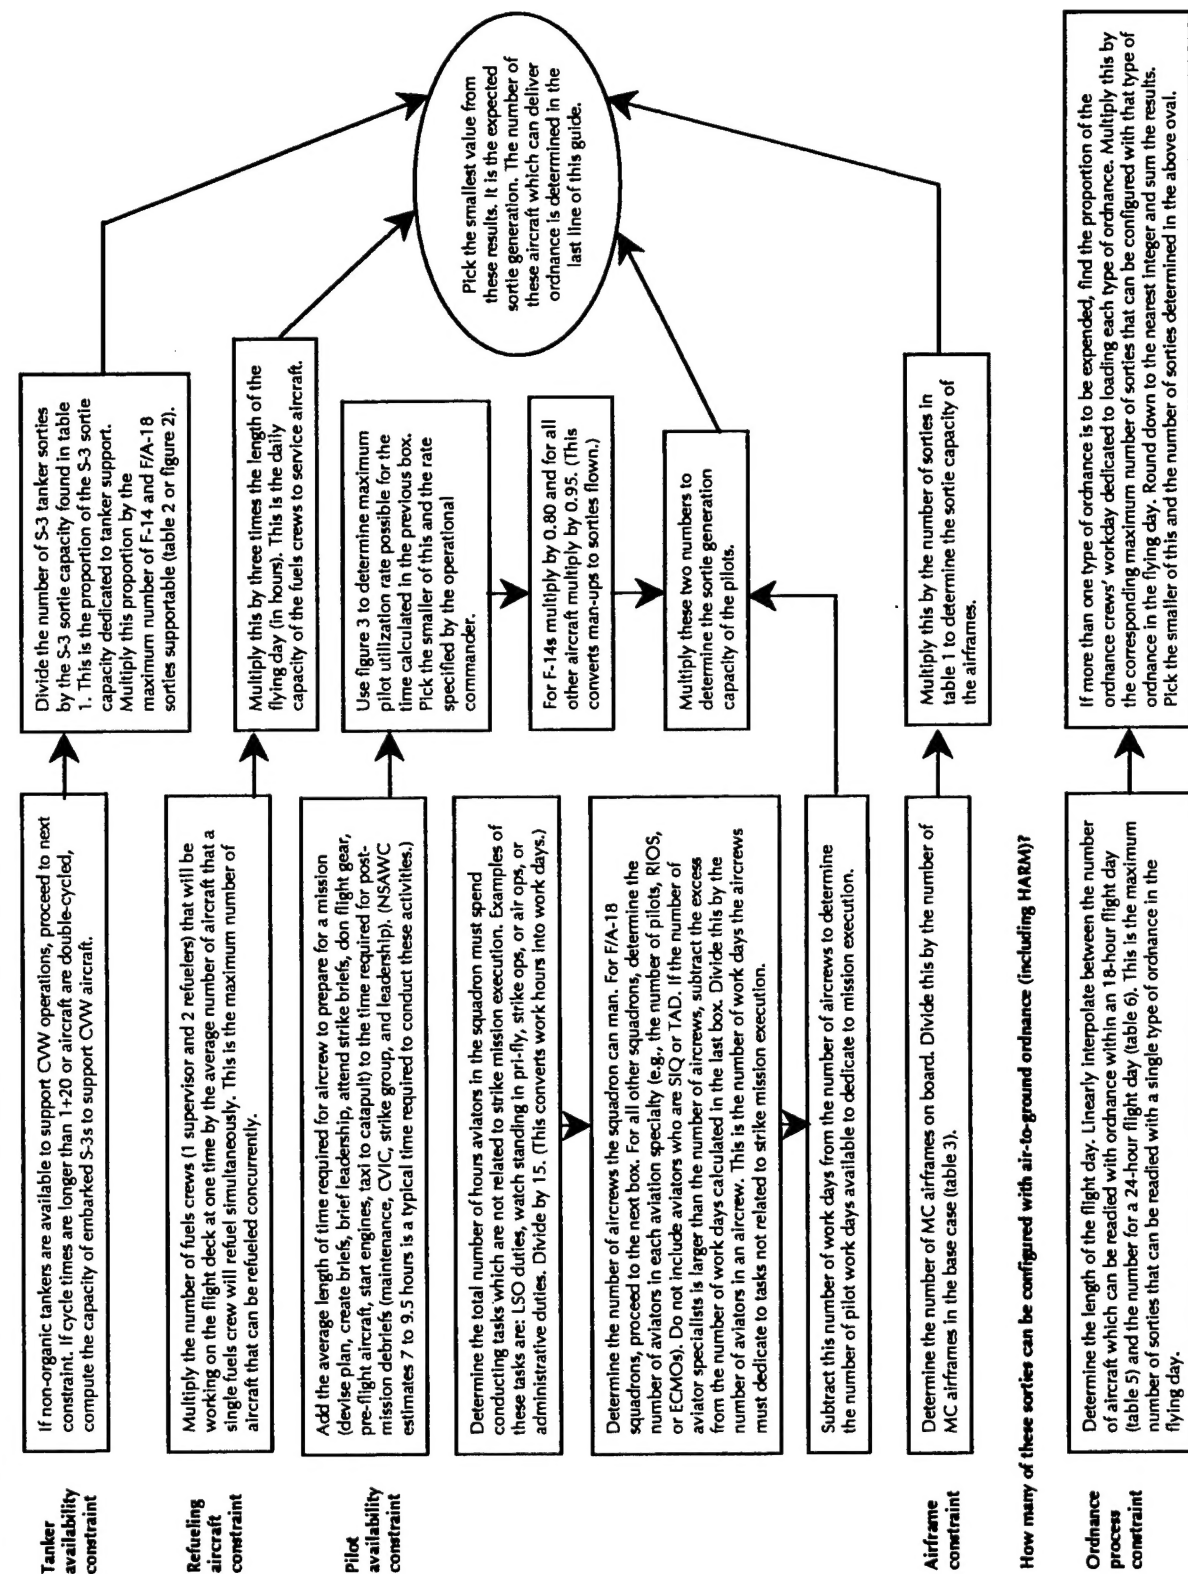 Tanker
availability
constraint
If non-organic tankers are available to support CVW operations, proceed to next
constraint. If cycle times are longer than 1+20 or aircraft are double-cycled,
compute the capacity of embarked S-3s to support CVW aircraft.
Divide the number of S-3 tanker sorties
by the S-3 sortie capacity found in table
1. This is the proportion of the S-3 sortie
capacity dedicated to tanker support.
Multiply this proportion by the
maximum number of F-14 and F/A-18
sorties supportable (table 2 or figure 2).
Refueling
aircraft
constraint
Multiply the number of fuels crews (1 supervisor and 2 refuelers) that will be
working on the flight deck at one time by the average number of aircraft that a
single fuels crew will refuel simultaneously. This is the maximum number of
aircraft that can be refueled concurrently.
Multiply this by three times the length of the
flying day (in hours). This is the daily
capacity of the fuels crews to service aircraft.
Pick the smallest value from
these results. It is the expected
sortie generation. The number of
these aircraft which can deliver
ordnance is determined in the
last line of this guide.
Pilot
availability
constraint
Add the average length of time required for aircrew to prepare for a mission
(devise plan, create briefs, brief leadership, attend strike briefs, don flight gear,
pre-flight aircraft, start engines, taxi to catapult) to the time required for post-
mission debriefs (maintenance, CVIC, strike group, and leadership). (NSAWC
estimates 7 to 9.5 hours is a typical time required to conduct these activities.)
Use figure 3 to determine maximum
pilot utilization rate possible for the
time calculated in the previous box.
Pick the smaller of this and the rate
specified by the operational
commander.
Determine the total number of hours aviators in the squadron must spend
conducting tasks which are not related to strike mission execution. Examples of
these tasks are: LSO duties, watch standing in pri-fly, strike ops, or air ops, or
administrative duties. Divide by 15. (This converts work hours into work days.)
For F-14s multiply by 0.80 and for all
other aircraft multiply by 0.95. (This
converts man-ups to sorties flown.)
Determine the number of aircrews the squadron can man. For F/A-18
squadrons, proceed to the next box. For all other squadrons, determine the
number of aviators in each aviation specialty (e.g., the number of pilots, RIOS,
or ECMOs). Do not include aviators who are SIQ or TAD. If the number of
aviator specialists is larger than the number of aircrews, subtract the excess
from the number of work days calculated in the last box. Divide this by the
number of aviators in an aircrew. This is the number of work days the aircrews
must dedicate to tasks not related to strike mission execution.
Multiply these two numbers to
determine the sortie generation
capacity of the pilots.
Subtract this number of work days from the number of aircrews to determine
the number of pilot work days available to dedicate to mission execution.
Airframe
constraint
Determine the number of MC airframes on board. Divide this by the number of
MC airframes in the base case (table 3).
Multiply this by the number of sorties in
table 1 to determine the sortie capacity of
the airframes.
How many of these sorties can be configured with air-to-ground ordnance (including HARM)?
Ordnance
process
constraint
Determine the length of the flight day. Linearly interpolate between the number
of aircraft which can be readied with ordnance within an 18-hour flight day
(table 5) and the number for a 24-hour flight day (table 6). This is the maximum
number of sorties that can be readied with a single type of ordnance in the
flying day.
If more than one type of ordnance is to be expended, find the proportion of the
ordnance crews' workday dedicated to loading each type of ordnance. Multiply this by
the corresponding maximum number of sorties that can be configured with that type of
ordnance in the flying day. Round down to the nearest integer and sum the results.
Pick the smaller of this and the number of sorties determined in the above oval.